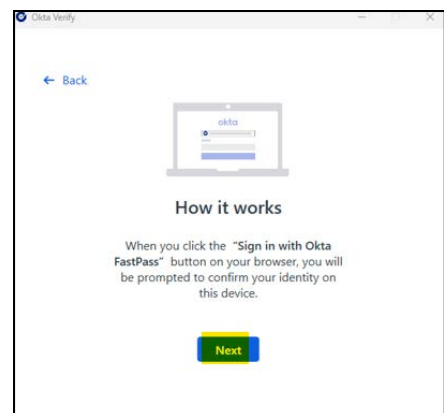 Okta Verify
← Back
okta
How it works
When you click the “Sign in with Okta
FastPass” button on your browser, you will
be prompted to confirm your identity on
this device.
Next